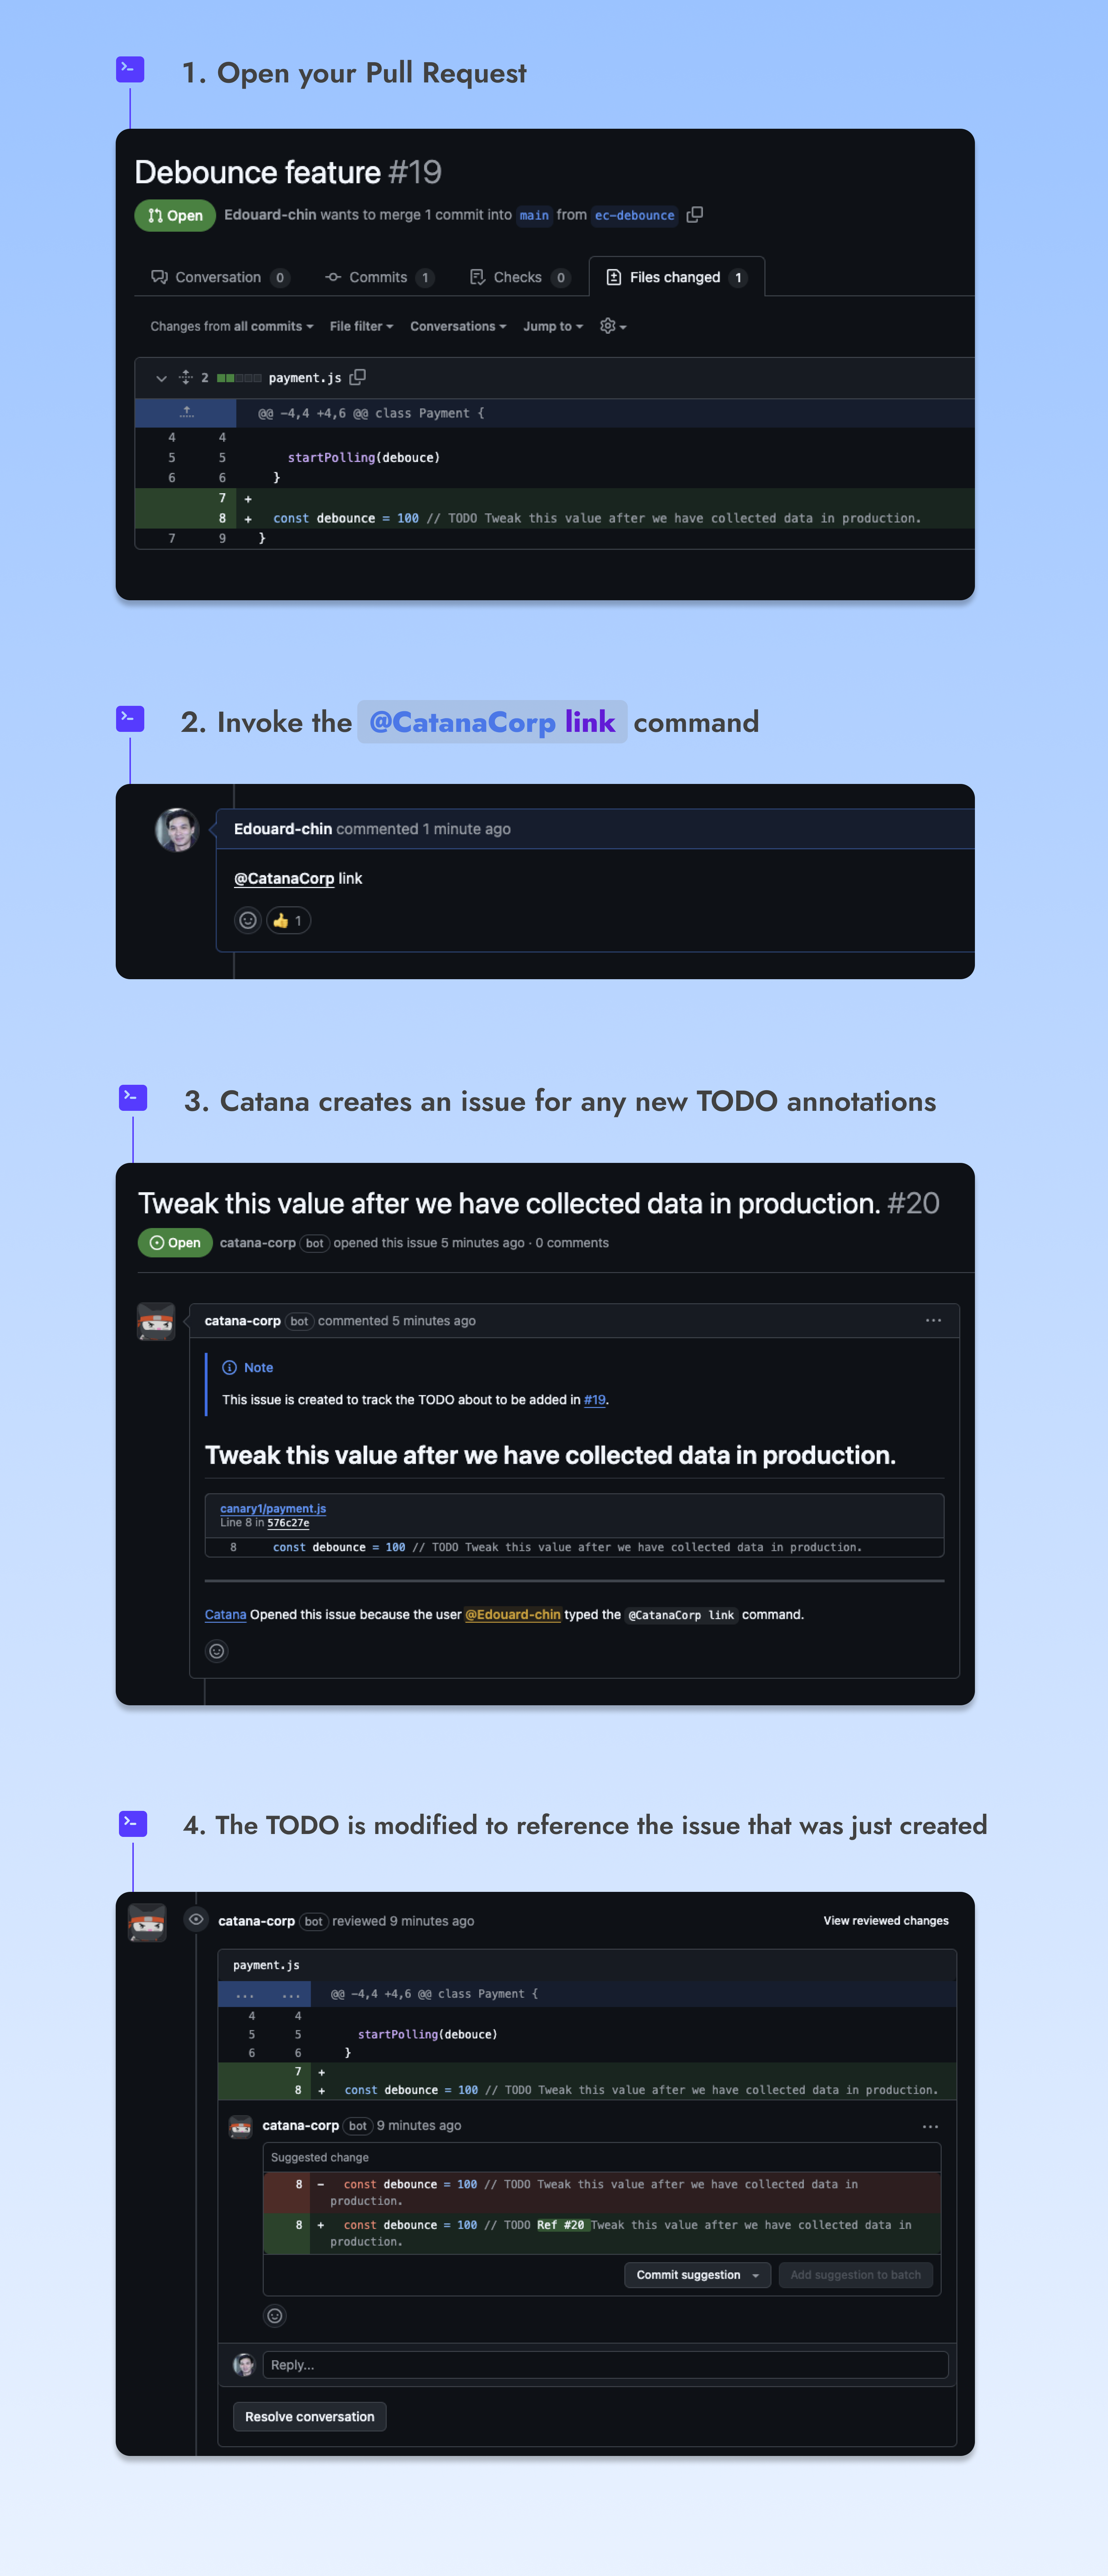 1. Open your Pull Request
Debounce feature #19
Open Edouard-chin wants to merge 1 commit into main from ec-debounce
Conversation 0 Commits 1 Checks 0 Files changed 1
Changes from all commits File filter Conversations Jump to
2 payment.js
@@ -4,4 +4,6 @@ class Payment {
4 4
5 5 startPolling(debouce)
6 6 }
7 +
8 + const debounce = 100 // TODO Tweak this value after we have collected data in production.
7 9 }
2. Invoke the @CatanaCorp link command
Edouard-chin commented 1 minute ago
@CatanaCorp link
👍 1
3. Catana creates an issue for any new TODO annotations
Tweak this value after we have collected data in production. #20
Open catana-corp bot opened this issue 5 minutes ago · 0 comments
catana-corp bot commented 5 minutes ago ...
Note
This issue is created to track the TODO about to be added in #19.
Tweak this value after we have collected data in production.
canary1/payment.js
Line 8 in 576c27e
8 const debounce = 100 // TODO Tweak this value after we have collected data in production.
Catana Opened this issue because the user @Edouard-chin typed the @CatanaCorp link command.
4. The TODO is modified to reference the issue that was just created
catana-corp bot reviewed 9 minutes ago View reviewed changes
payment.js
... ... @@ -4,4 +4,6 @@ class Payment {
4 4
5 5 startPolling(debouce)
6 6 }
7 +
8 + const debounce = 100 // TODO Tweak this value after we have collected data in production.
catana-corp bot 9 minutes ago ...
Suggested change
8 - const debounce = 100 // TODO Tweak this value after we have collected data in
production.
8 + const debounce = 100 // TODO Ref #20 Tweak this value after we have collected data in
production.
Commit suggestion Add suggestion to batch
Reply...
Resolve conversation